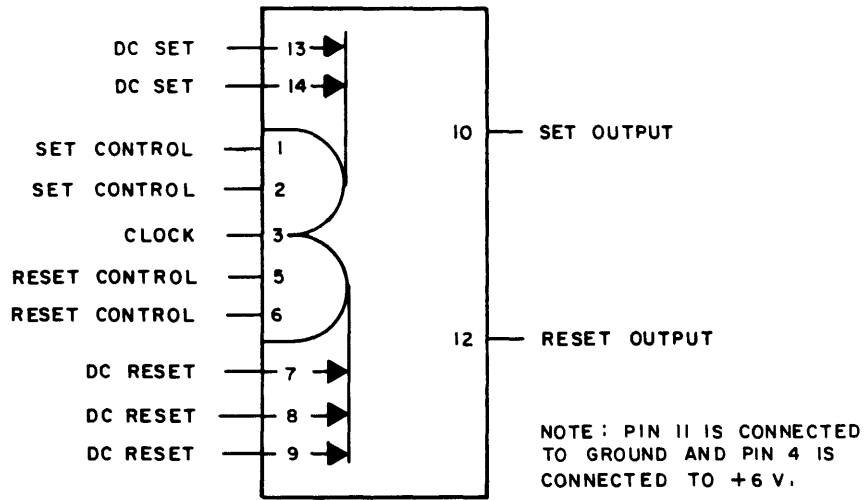 DC SET 13
DC SET 14
SET CONTROL 1
10 SET OUTPUT
SET CONTROL 2
CLOCK 3
RESET CONTROL 5
RESET CONTROL 6
12 RESET OUTPUT
DC RESET 7
DC RESET 8
DC RESET 9
NOTE: PIN 11 IS CONNECTED
TO GROUND AND PIN 4 IS
CONNECTED TO +6 V.